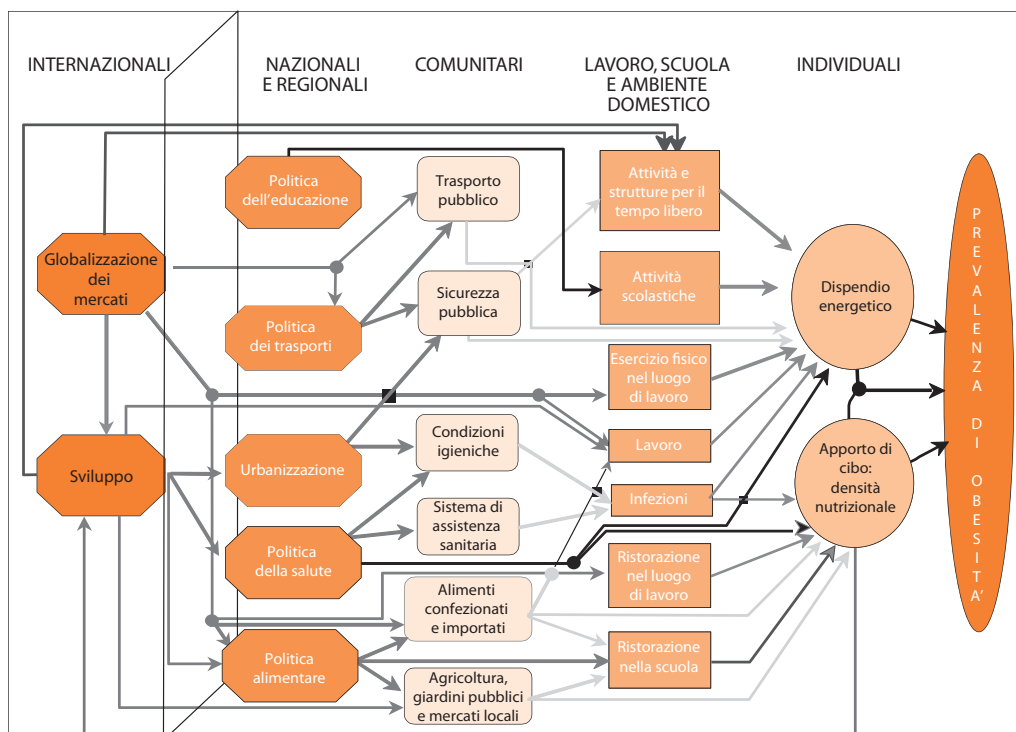 INTERNAZIONALI
NAZIONALI
E REGIONALI
COMUNITARI
LAVORO, SCUOLA
E AMBIENTE
DOMESTICO
INDIVIDUALI
Globalizzazione
dei
mercati
Sviluppo
Politica
dell'educazione
Politica
dei trasporti
Urbanizzazione
Politica
della salute
Politica
alimentare
Trasporto
pubblico
Sicurezza
pubblica
Condizioni
igieniche
Sistema di
assistenza
sanitaria
Alimenti
confezionati
e importati
Agricoltura,
giardini pubblici
e mercati locali
Attività e
strutture per il
tempo libero
Attività
scolastiche
Esercizio fisico
nel luogo
di lavoro
Lavoro
Infezioni
Ristorazione
nel luogo
di lavoro
Ristorazione
nella scuola
Dispendio
energetico
Apporto di
cibo:
densità
nutrizionale
PREVALENZA DI OBESITA'